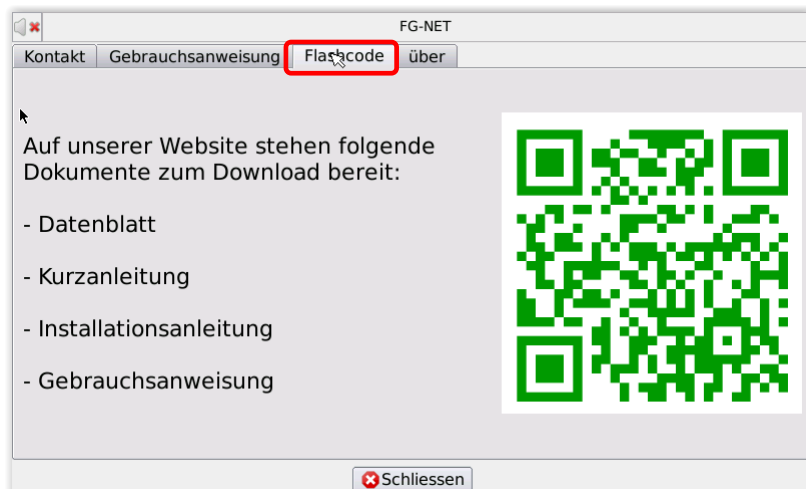 FG-NET
Kontakt Gebrauchsanweisung Flashcode über
Auf unserer Website stehen folgende
Dokumente zum Download bereit:
- Datenblatt
- Kurzanleitung
- Installationsanleitung
- Gebrauchsanweisung
Schliessen